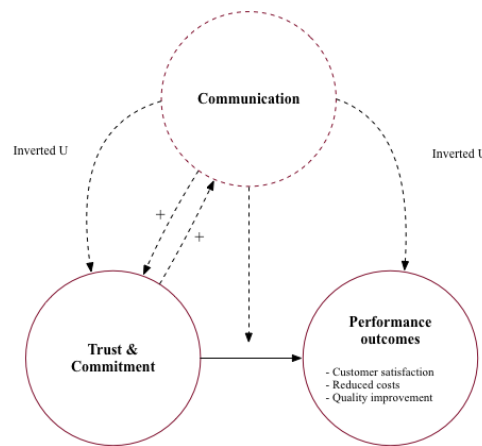 Communication
Inverted U
Inverted U
+
+
Trust &
Commitment
Performance
outcomes
- Customer satisfaction
- Reduced costs
- Quality improvement